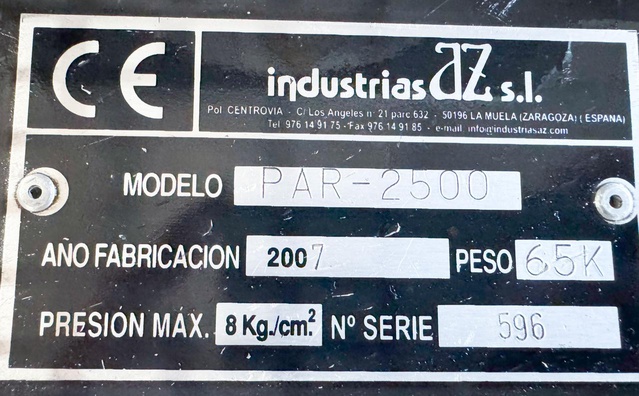 CE
industrias az s.l.
Pol. CENTROVIA - C/ Los Angeles nº 21 parc.632 - 50196 LA MUELA (ZARAGOZA) (ESPAÑA)
Tel 976 14 91 75 - Fax 976 14 91 85 - e-mail. info@industriasaz.com
MODELO PAR-2500
AÑO FABRICACION 2007 PESO 65K
PRESIÓN MÁX. 8 Kg./cm.² Nº SERIE 596